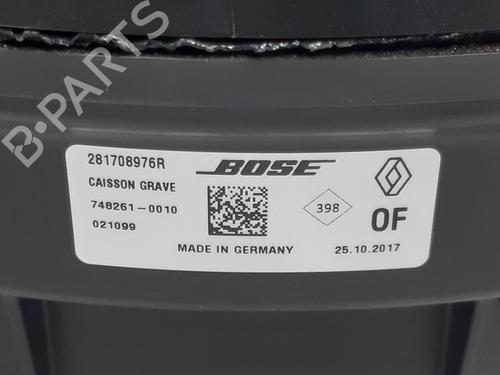 B-PARTS
281708976R
BOSE
CAISSON GRAVE
748261-0010
398
OF
021099
MADE IN GERMANY
25.10.2017